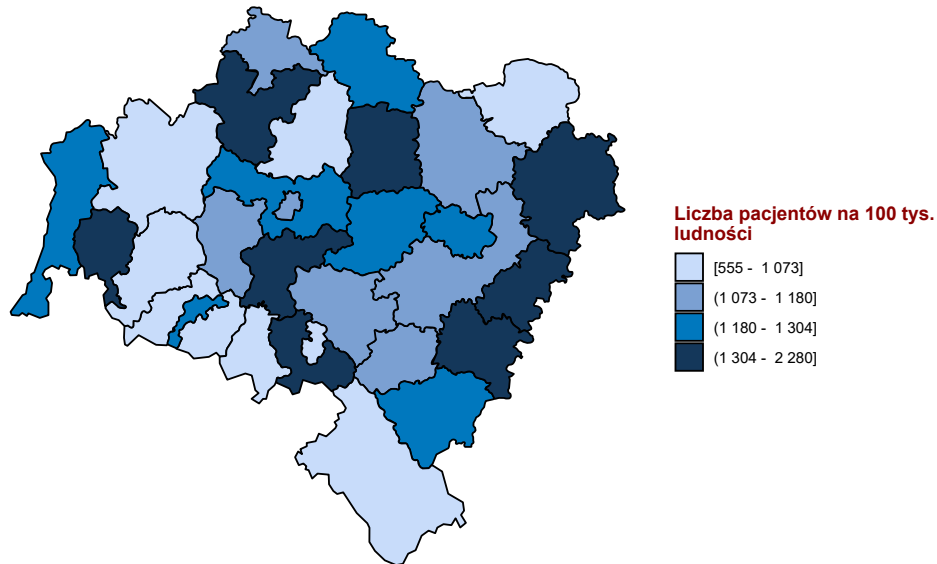 Liczba pacjentów na 100 tys.
ludności
[555 - 1 073]
(1 073 - 1 180]
(1 180 - 1 304]
(1 304 - 2 280]